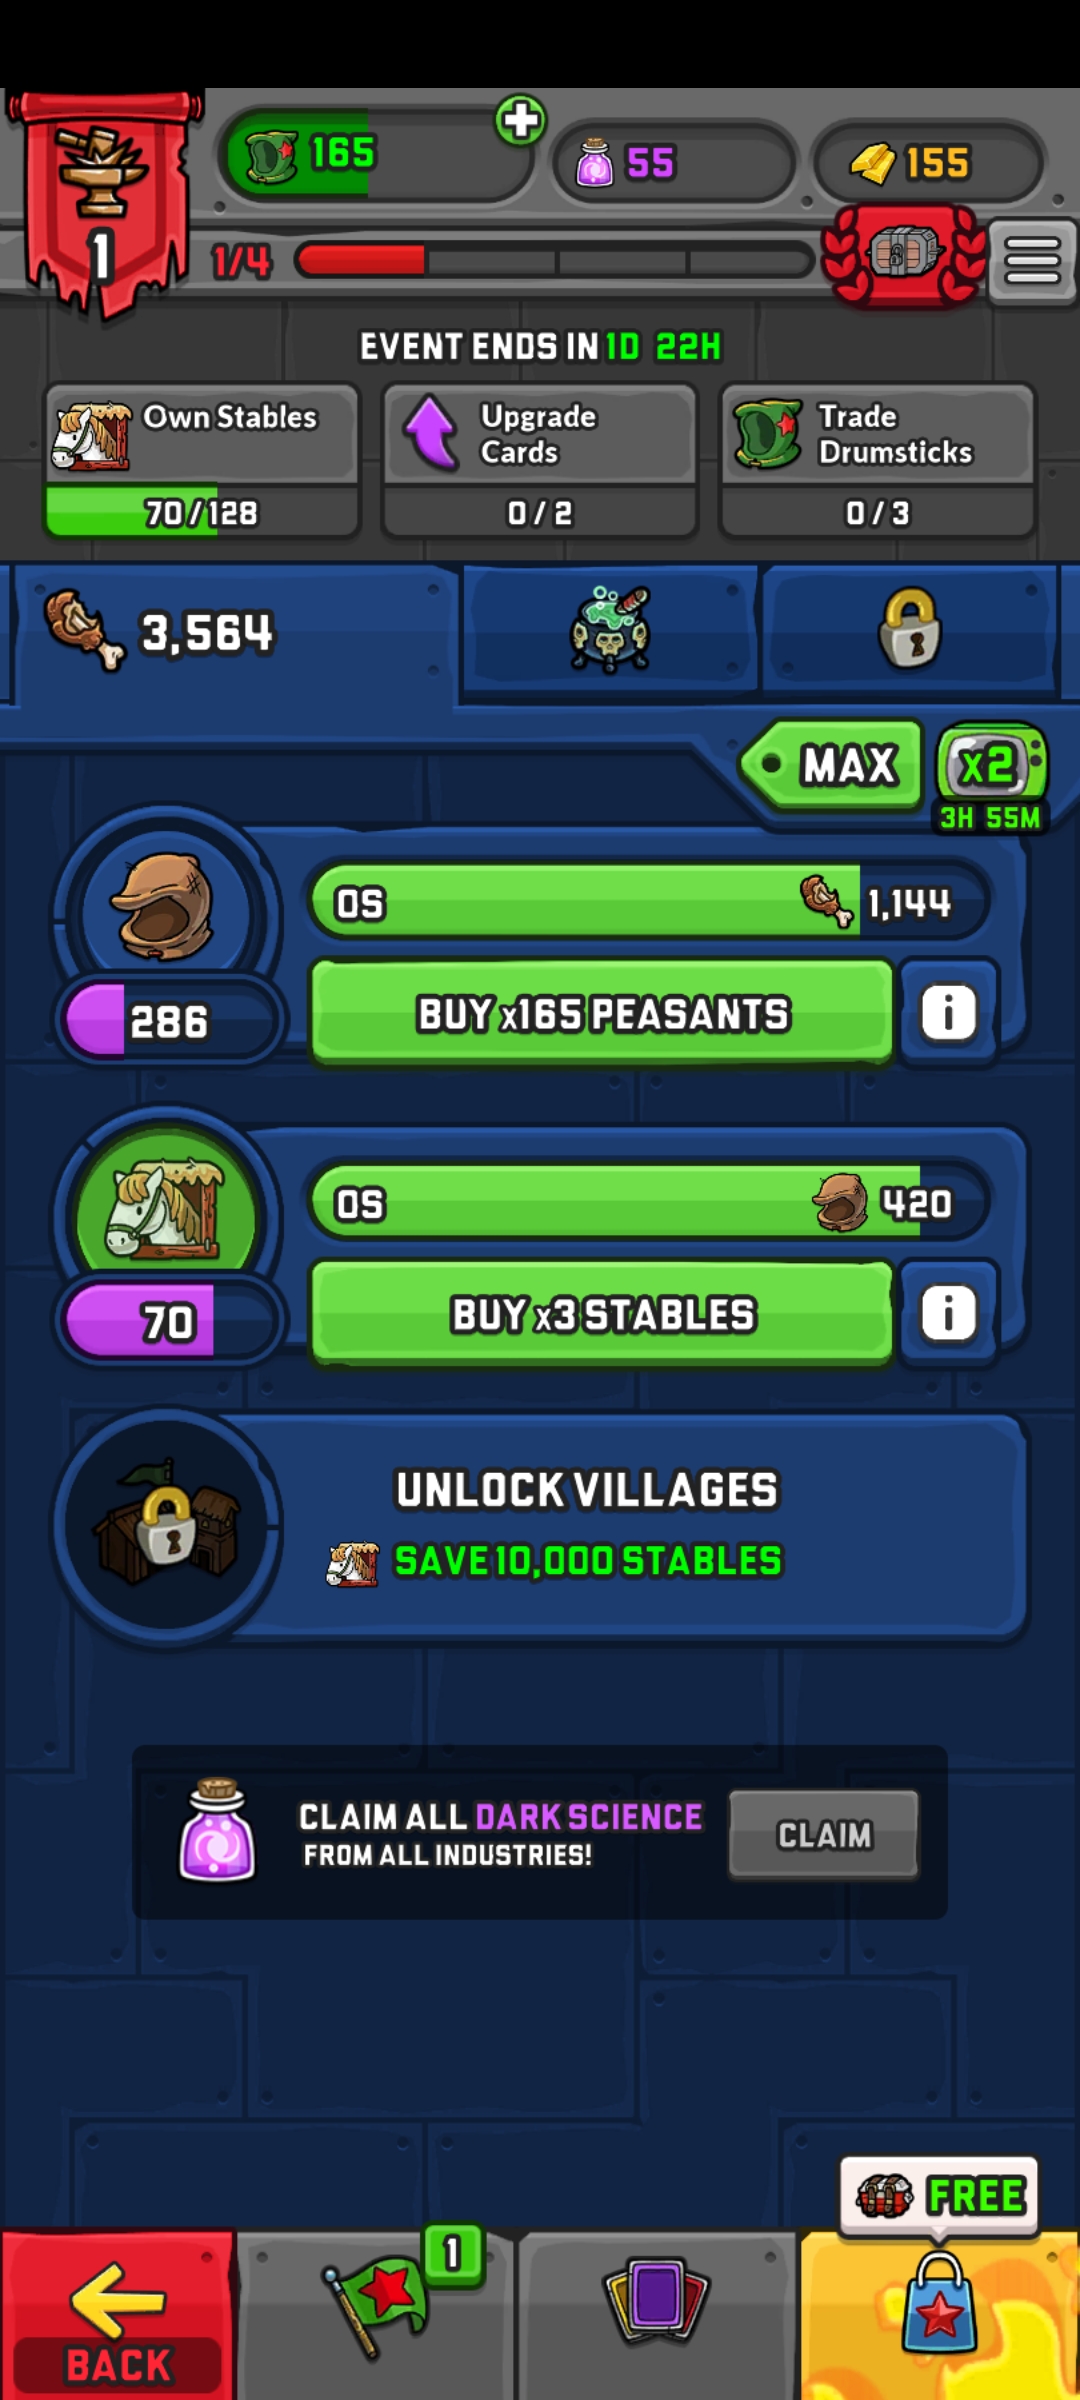 165
55
155
1
1/4
EVENT ENDS IN 1D 22H
Own Stables
70/128
Upgrade
Cards
0/2
Trade
Drumsticks
0/3
3,564
MAX
x2
3H 55M
0S
1,144
286
BUY x165 PEASANTS
i
0S
420
70
BUY x3 STABLES
i
UNLOCK VILLAGES
SAVE 10,000 STABLES
CLAIM ALL DARK SCIENCE
FROM ALL INDUSTRIES!
CLAIM
FREE
1
BACK